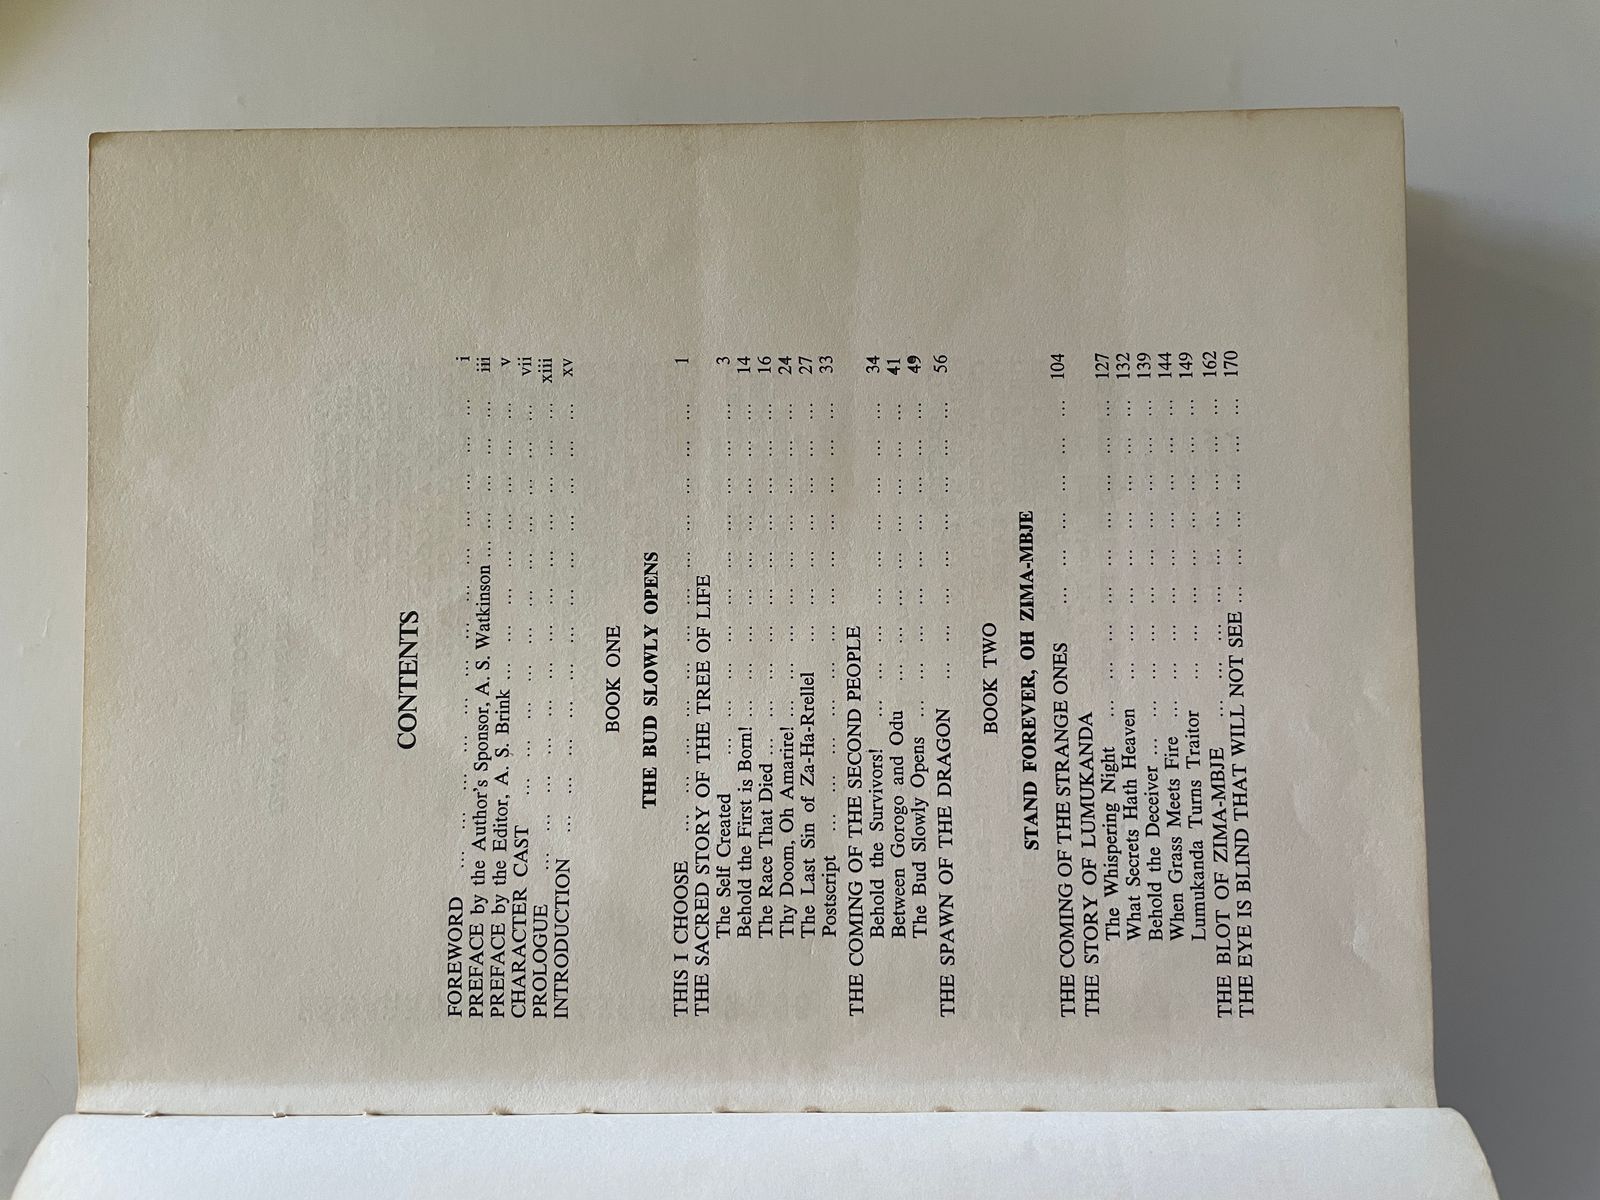 CONTENTS
FOREWORD ... ... ... ... ... ... ... ... ... ... ... i
PREFACE by the Author's Sponsor, A. S. Watkinson ... ... ... ... iii
PREFACE by the Editor, A. S. Brink ... ... ... ... ... ... ... v
CHARACTER CAST ... ... ... ... ... ... ... ... ... vii
PROLOGUE ... ... ... ... ... ... ... ... ... ... xiii
INTRODUCTION ... ... ... ... ... ... ... ... ... ... xv
BOOK ONE
THE BUD SLOWLY OPENS
THIS I CHOOSE ... ... ... ... ... ... ... ... ... ... 1
THE SACRED STORY OF THE TREE OF LIFE
The Self Created ... ... ... ... ... ... ... ... 3
Behold the First is Born! ... ... ... ... ... ... ... ... 14
The Race That Died ... ... ... ... ... ... ... ... 16
Thy Doom, Oh Amarire! ... ... ... ... ... ... ... ... 24
The Last Sin of Za-Ha-Rrellel ... ... ... ... ... ... 27
Postscript ... ... ... ... ... ... ... ... ... 33
THE COMING OF THE SECOND PEOPLE
Behold the Survivors! ... ... ... ... ... ... ... ... 34
Between Gorogo and Odu ... ... ... ... ... ... ... 41
The Bud Slowly Opens ... ... ... ... ... ... ... 49
THE SPAWN OF THE DRAGON ... ... ... ... ... ... ... 56
BOOK TWO
STAND FOREVER, OH ZIMA-MBJE
THE COMING OF THE STRANGE ONES ... ... ... ... ... 104
THE STORY OF LUMUKANDA
The Whispering Night ... ... ... ... ... ... ... ... 127
What Secrets Hath Heaven ... ... ... ... ... ... ... 132
Behold the Deceiver ... ... ... ... ... ... ... ... 139
When Grass Meets Fire ... ... ... ... ... ... ... ... 144
Lumukanda Turns Traitor ... ... ... ... ... ... ... 149
THE BLOT OF ZIMA-MBJE ... ... ... ... ... ... ... ... 162
THE EYE IS BLIND THAT WILL NOT SEE ... ... ... ... ... 170